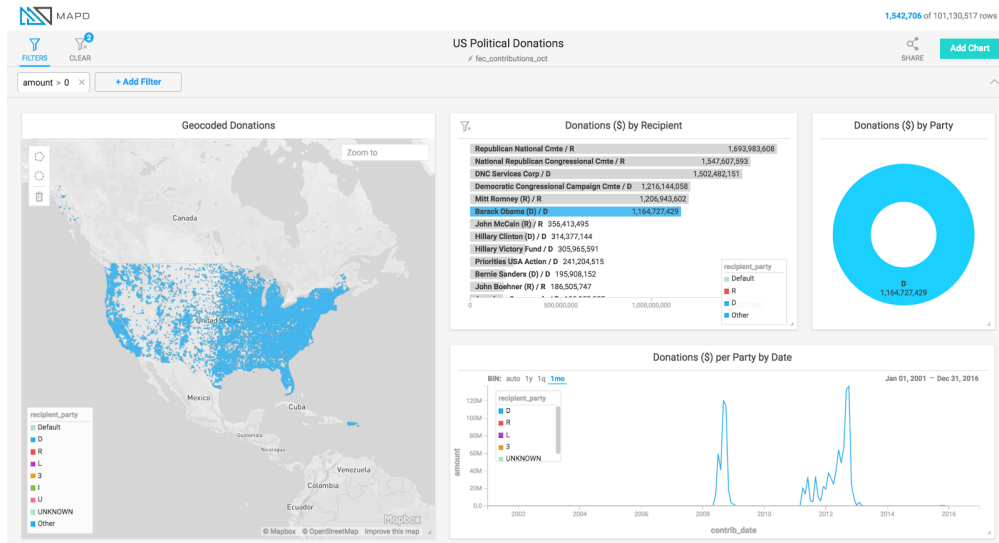 MAPD
1,542,706 of 101,130,517 rows
FILTERS
2
CLEAR
US Political Donations
fec_contributions_oct
SHARE
Add Chart
amount > 0 ×
+ Add Filter
Geocoded Donations
Zoom to
Canada
United St
Mexico
Cuba
Guatemala
Nicaragua
Venezuela
Colombia
Ecuador
recipient_party
Default
D
R
L
3
I
U
UNKNOWN
Other
Mapbox
© Mapbox © OpenStreetMap Improve this map
Donations ($) by Recipient
Republican National Cmte / R 1,693,983,608
National Republican Congressional Cmte / R 1,547,607,593
DNC Services Corp / D 1,502,482,151
Democratic Congressional Campaign Cmte / D 1,216,144,058
Mitt Romney (R) / R 1,206,943,602
Barack Obama (D) / D 1,164,727,429
John McCain (R) / R 356,413,495
Hillary Clinton (D) / D 314,377,144
Hillary Victory Fund / D 305,965,591
Priorities USA Action / D 241,204,515
Bernie Sanders (D) / D 195,908,152
John Boehner (R) / R 186,505,747
0 500,000,000 1,000,000,000
recipient_party
Default
R
D
Other
Donations ($) by Party
D
1,164,727,429
Donations ($) per Party by Date
BIN: auto 1y 1q 1mo
Jan 01, 2001 — Dec 31, 2016
recipient_party
D
R
L
3
UNKNOWN
120M
100M
80M
60M
40M
20M
0.0
amount
2002 2004 2006 2008 2010 2012 2014 2016
contrib_date